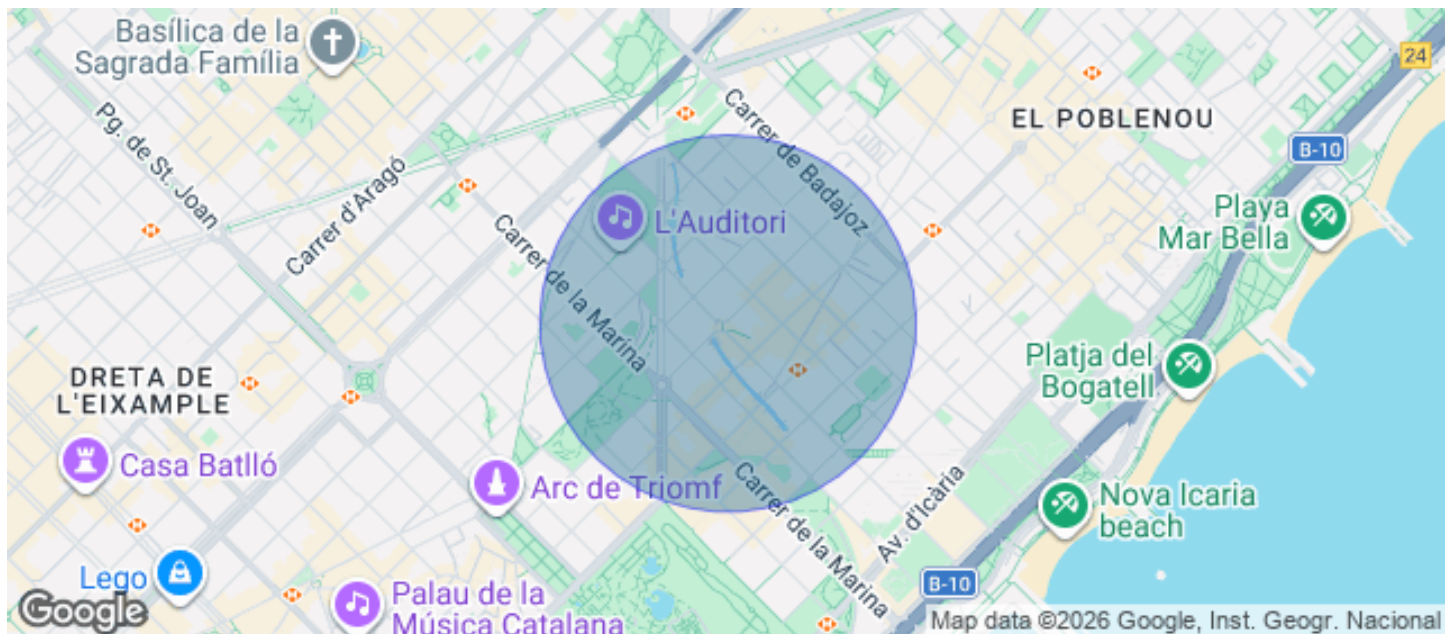 Basílica de la
Sagrada Família
24
Pg. de St. Joan
Carrer d'Aragó
Carrer de Badajoz
EL POBLENOU
B-10
L'Auditori
Playa
Mar Bella
Carrer de la Marina
DRETA DE
L'EIXAMPLE
Platja del
Bogatell
Casa Batlló
Arc de Triomf
Carrer de la Marina
Av. d'Icària
Nova Icaria
beach
Lego
B-10
Palau de la
Música Catalana
Google
Map data ©2026 Google, Inst. Geogr. Nacional